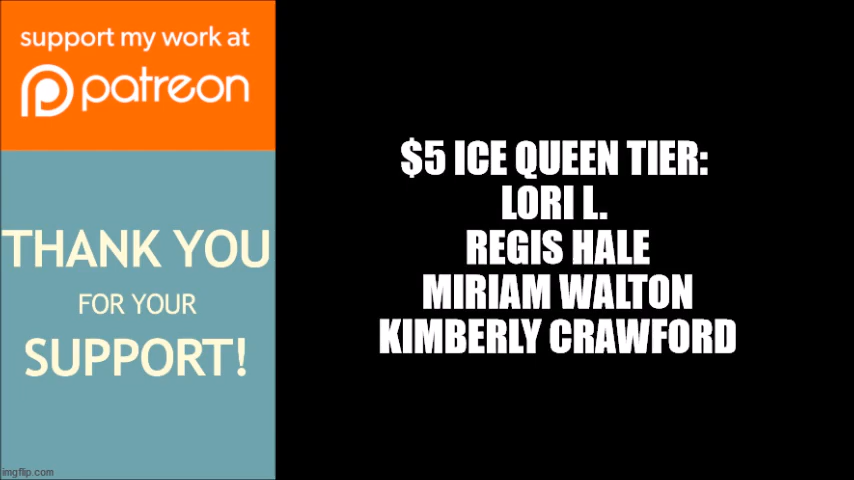 support my work at
patreon
THANK YOU
FOR YOUR
SUPPORT!
$5 ICE QUEEN TIER:
LORI L.
REGIS HALE
MIRIAM WALTON
KIMBERLY CRAWFORD
imgflip.com